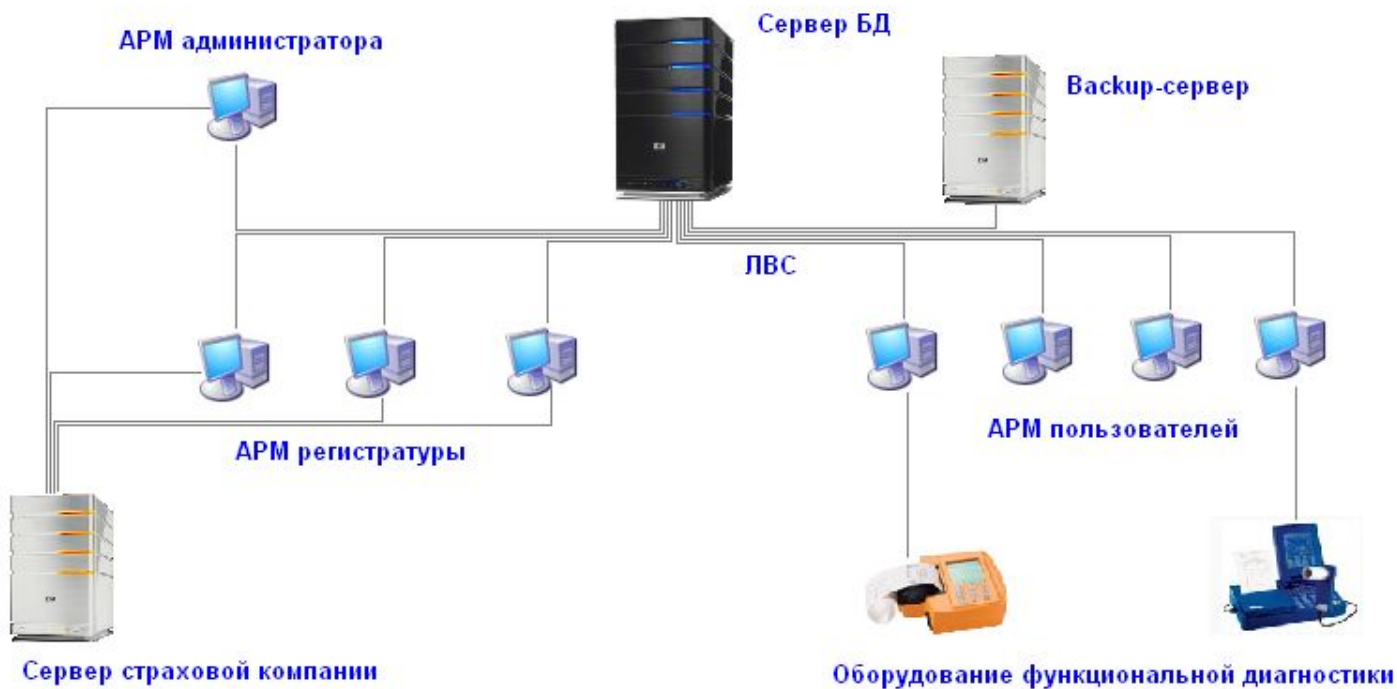 АРМ администратора
Сервер БД
Backup-сервер
ЛВС
АРМ регистратуры
АРМ пользователей
Сервер страховой компании
Оборудование функциональной диагностики